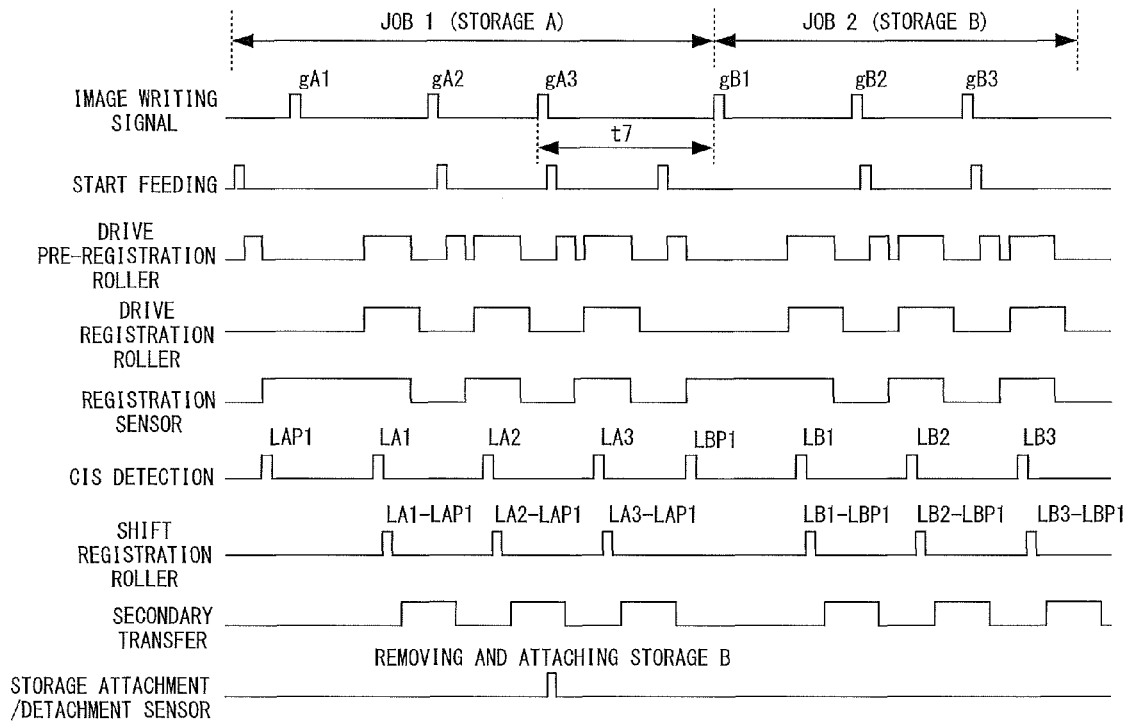 JOB 1 (STORAGE A) JOB 2 (STORAGE B)
gA1 gA2 gA3 gB1 gB2 gB3
IMAGE WRITING
SIGNAL
t7
START FEEDING
DRIVE
PRE-REGISTRATION
ROLLER
DRIVE
REGISTRATION
ROLLER
REGISTRATION
SENSOR
LAP1 LA1 LA2 LA3 LBP1 LB1 LB2 LB3
CIS DETECTION
LA1-LAP1 LA2-LAP1 LA3-LAP1 LB1-LBP1 LB2-LBP1 LB3-LBP1
SHIFT
REGISTRATION
ROLLER
SECONDARY
TRANSFER
REMOVING AND ATTACHING STORAGE B
STORAGE ATTACHMENT
/DETACHMENT SENSOR